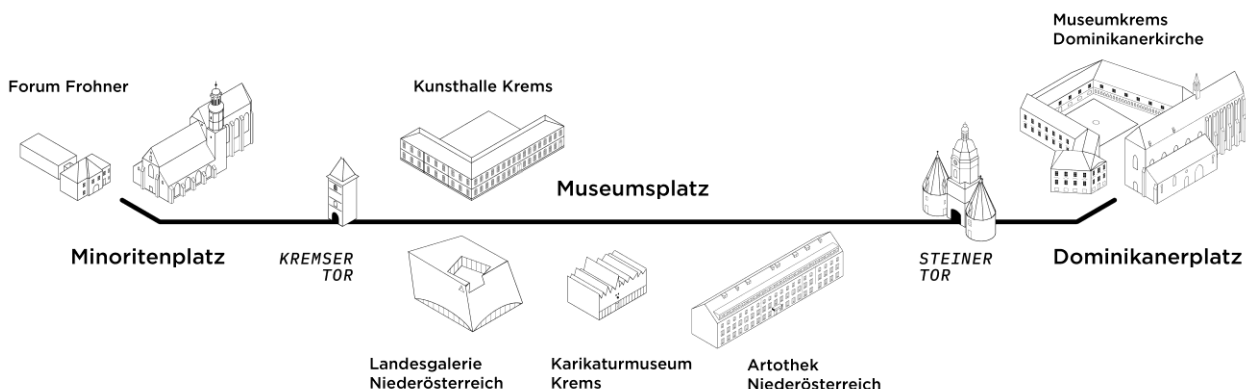 Museumkrems
Dominikanerkirche
Forum Frohner
Kunsthalle Krems
Museumsplatz
Minoritenplatz
KREMSER
TOR
STEINER
TOR
Dominikanerplatz
Landesgalerie
Niederösterreich
Karikaturmuseum
Krems
Artothek
Niederösterreich